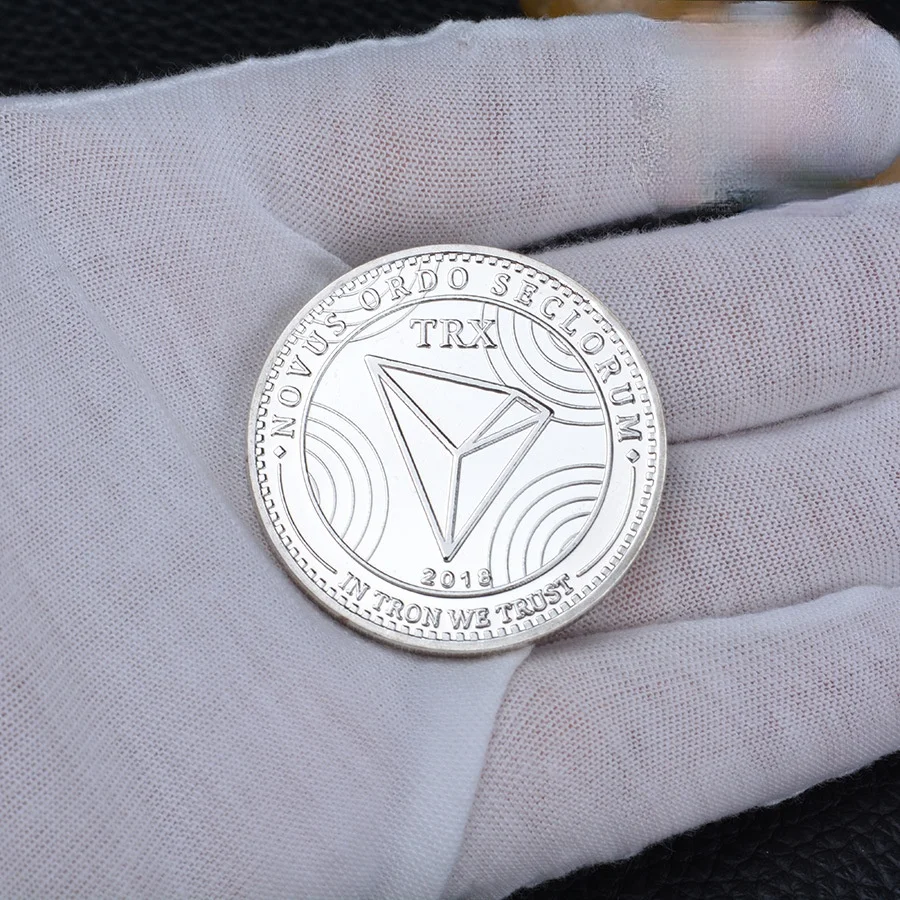 NOVUS ORDO SECLORUM
TRX
2018
IN TRON WE TRUST